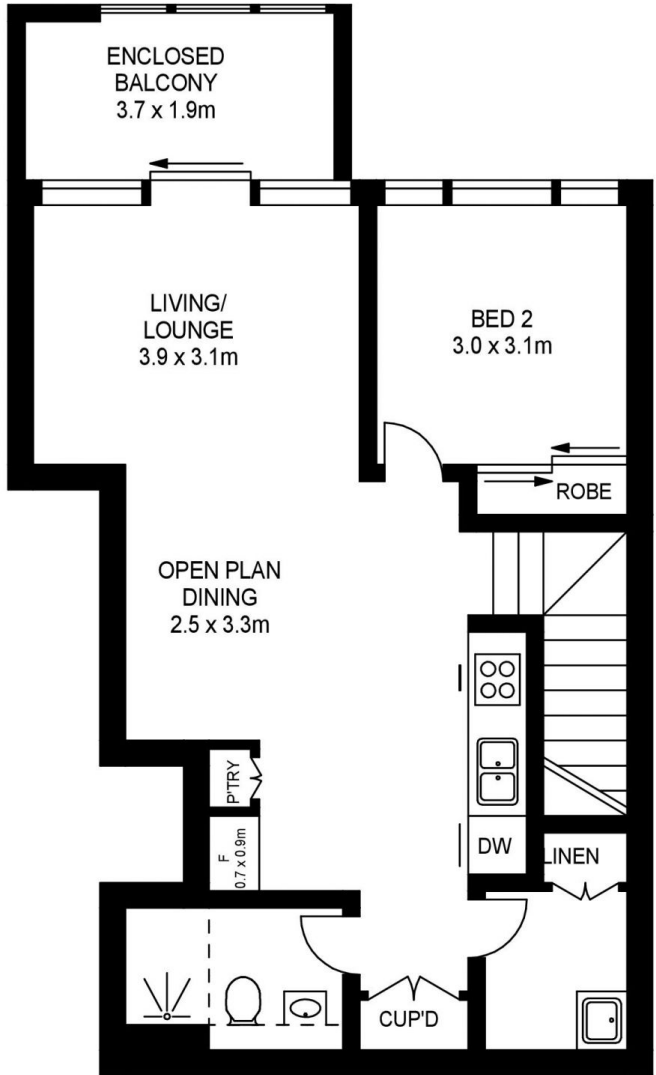 ENCLOSED
BALCONY
3.7 x 1.9m
LIVING/
LOUNGE
3.9 x 3.1m
BED 2
3.0 x 3.1m
ROBE
OPEN PLAN
DINING
2.5 x 3.3m
P'TRY
F
0.7 x 0.9m
DW
LINEN
CUP'D